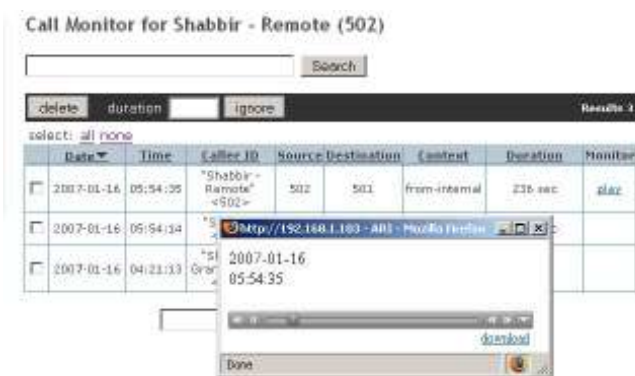 Call Monitor for Shabbir - Remote (502)
Search
delete duration ignore Results 3
select: all none
Date Time Caller ID Source Destination Context Duration Monitor
2007-01-16 05:54:35 "Shabbir - Remote" <502> 502 501 from-internal 236 sec play
2007-01-16 05:54:14
2007-01-16 04:21:13
http://192.168.1.103 - ARI - Mozilla Firefox
2007-01-16
05:54:35
download
Done